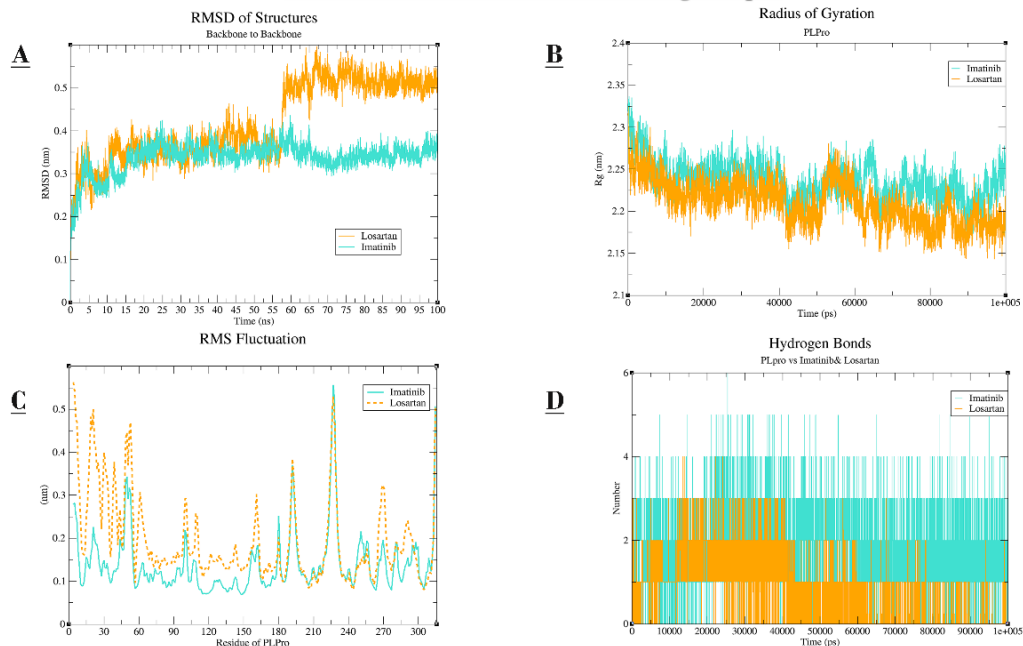 RMSD of Structures
Backbone to Backbone
A
0.5
0.4
0.3
0.2
0.1
0
RMSD (nm)
Losartan
Imatinib
0 5 10 15 20 25 30 35 40 45 50 55 60 65 70 75 80 85 90 95 100
Time (ns)
Radius of Gyration
PLPro
B
2.4
2.35
2.3
2.25
2.2
2.15
2.1
Rg (nm)
Imatinib
Losartan
0 20000 40000 60000 80000 1e+005
Time (ps)
RMS Fluctuation
C
0.5
0.4
0.3
0.2
0.1
0
(nm)
Imatinib
Losartan
0 30 60 90 120 150 180 210 240 270 300
Residue of PLPro
Hydrogen Bonds
PLpro vs Imatinib& Losartan
D
6
4
2
0
Number
Imatinib
Losartan
0 10000 20000 30000 40000 50000 60000 70000 80000 90000 1e+005
Time (ps)